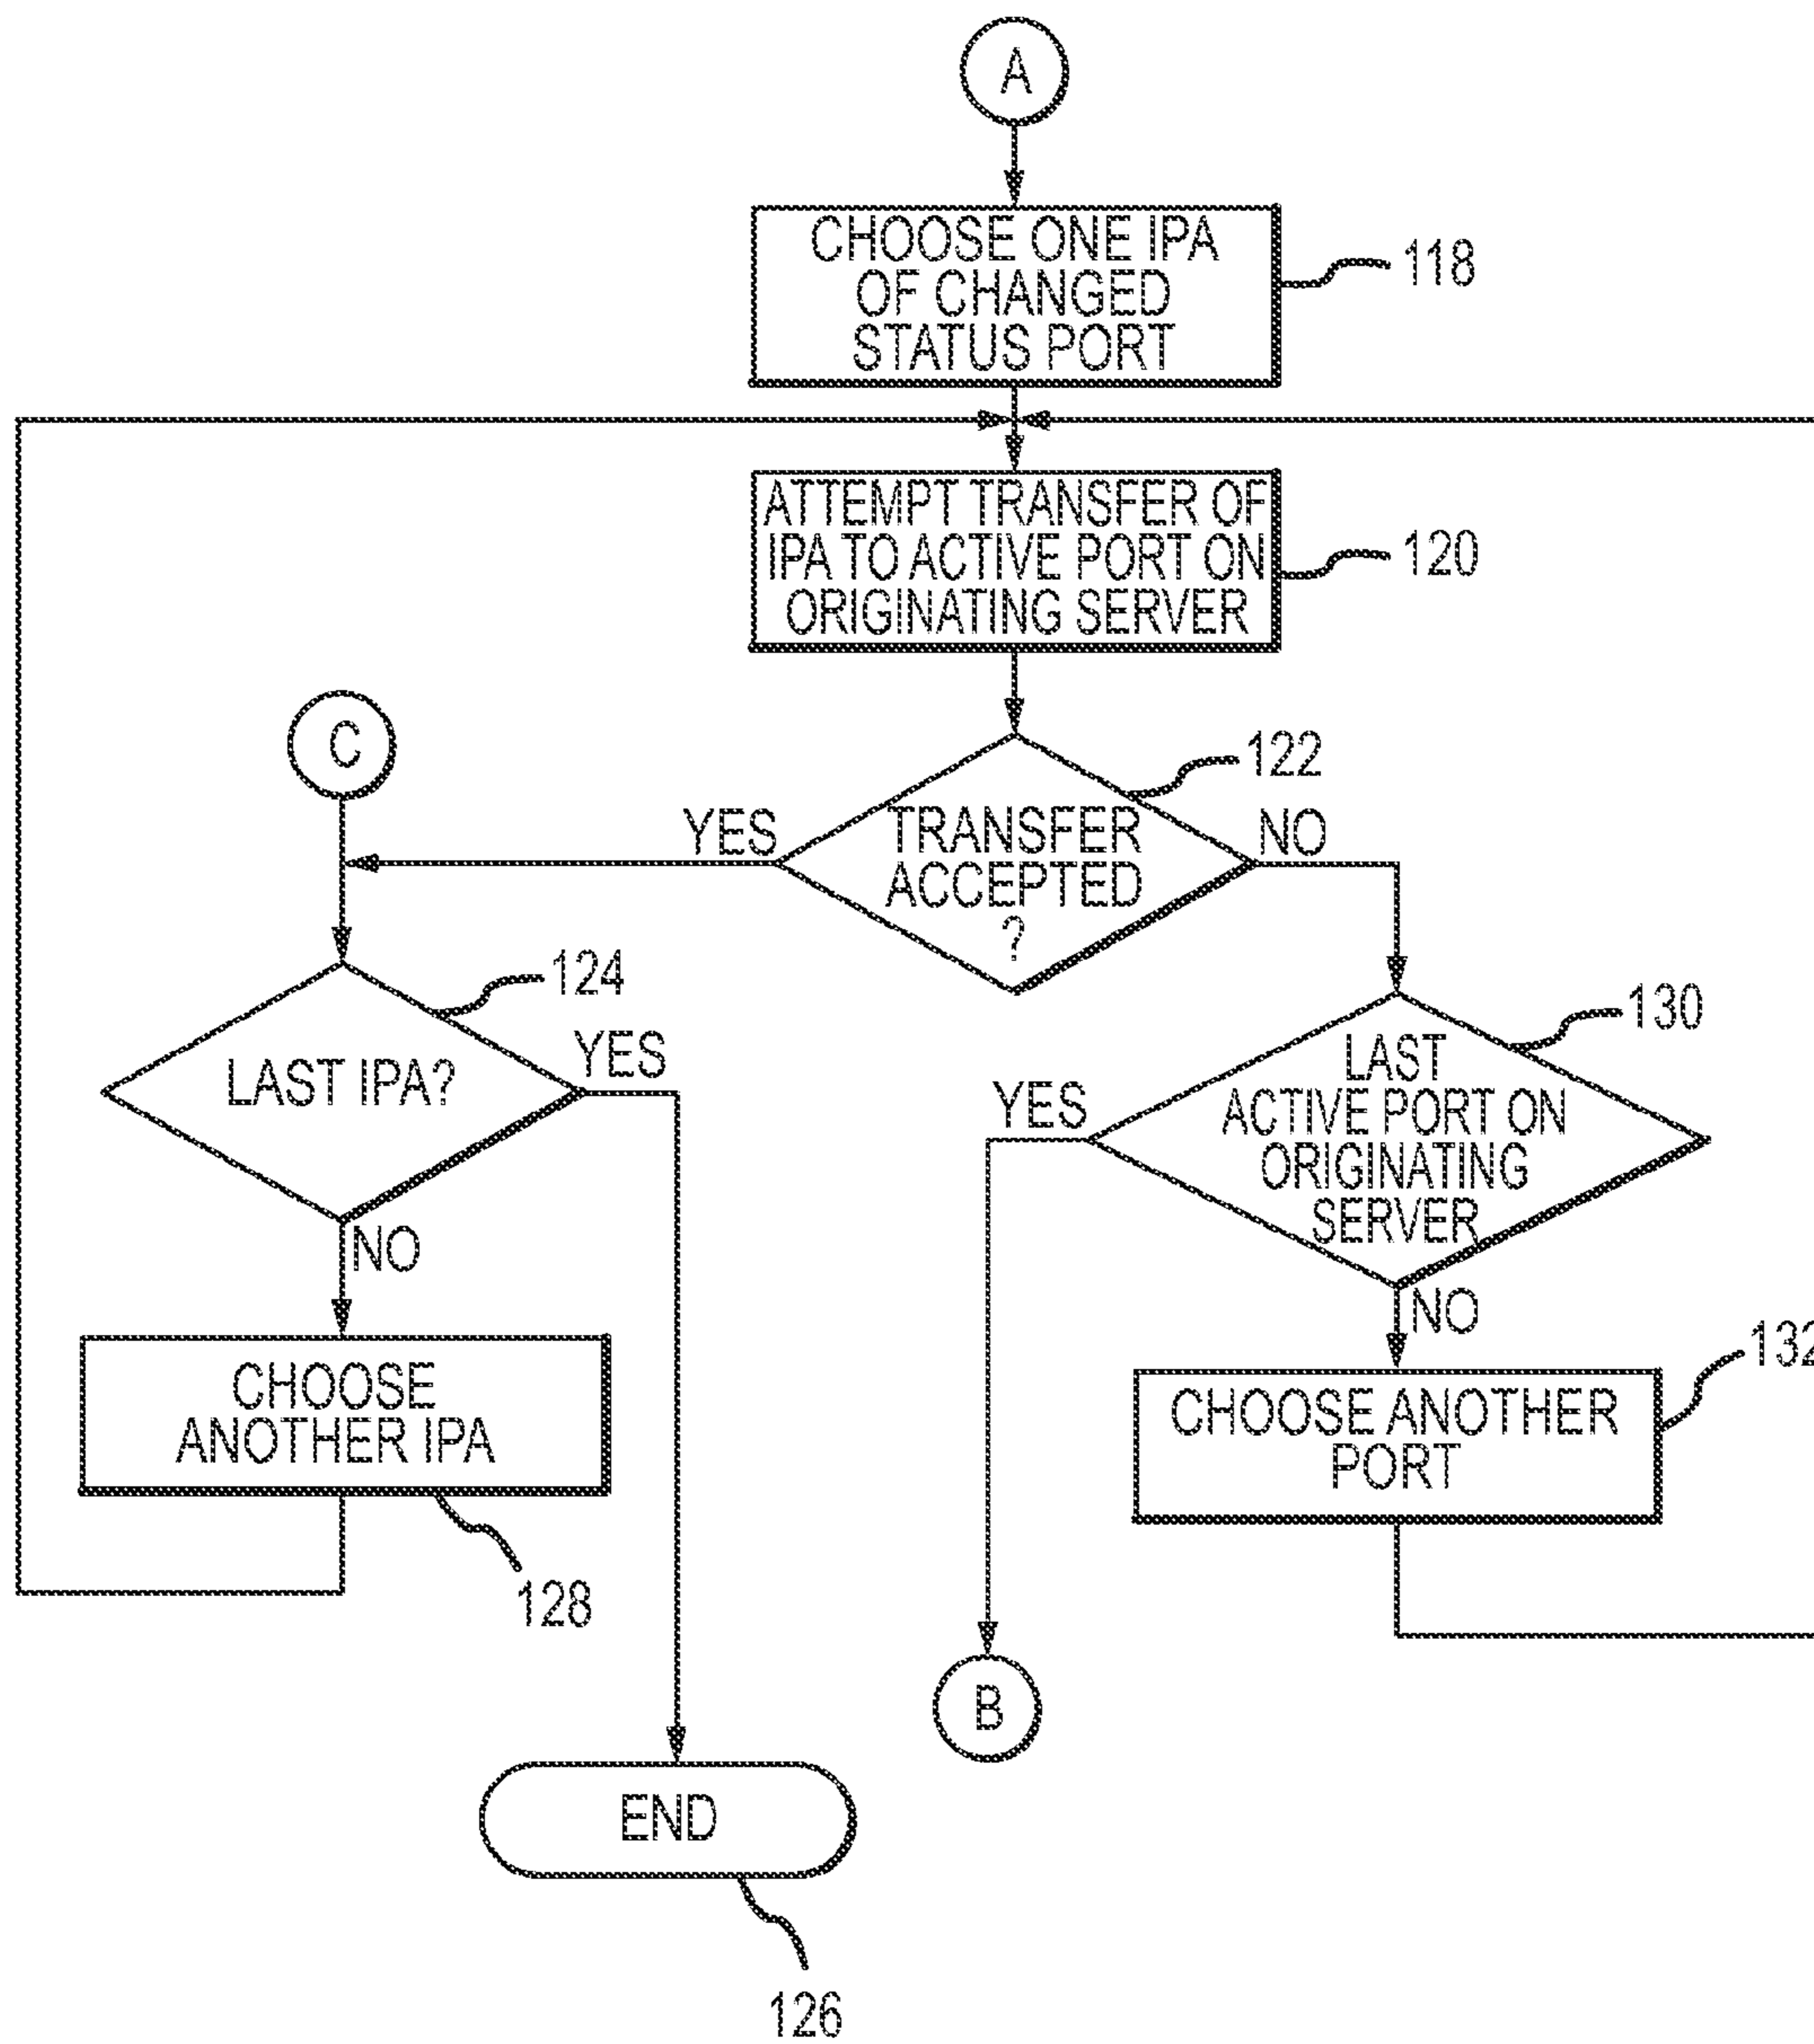 A
CHOOSE ONE IPA
OF CHANGED
STATUS PORT
118
ATTEMPT TRANSFER OF
IPA TO ACTIVE PORT ON
ORIGINATING SERVER
120
C
122
YES
TRANSFER
ACCEPTED
?
NO
124
LAST IPA?
YES
NO
130
LAST
ACTIVE PORT ON
ORIGINATING
SERVER
YES
NO
CHOOSE
ANOTHER IPA
128
132
CHOOSE ANOTHER
PORT
B
END
126